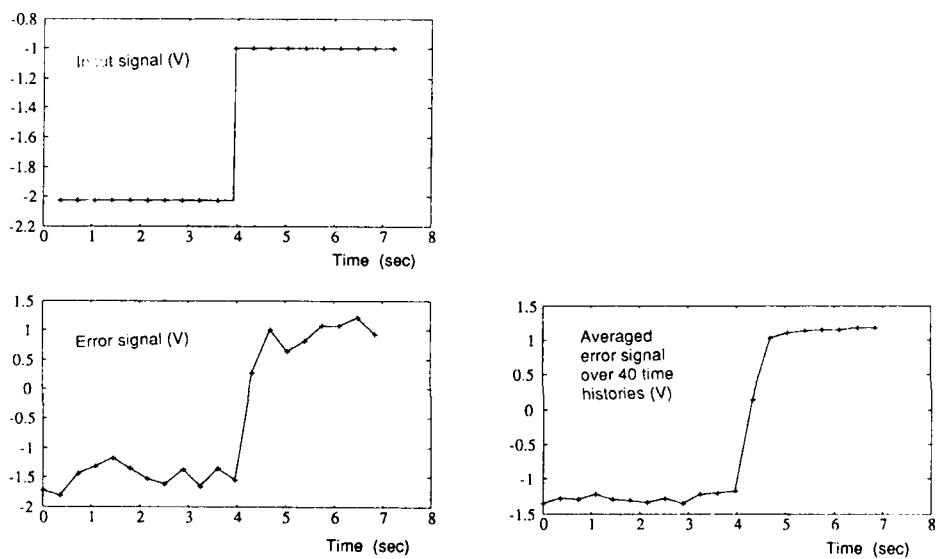 -0.8
-1
Input signal (V)
-1.2
-1.4
-1.6
-1.8
-2
-2.2
0 1 2 3 4 5 6 7 8
Time (sec)
1.5
1
Error signal (V)
0.5
0
-0.5
-1
-1.5
-2
0 1 2 3 4 5 6 7 8
Time (sec)
1.5
1
Averaged
error signal
over 40 time
histories (V)
0.5
0
-0.5
-1
-1.5
0 1 2 3 4 5 6 7 8
Time (sec)